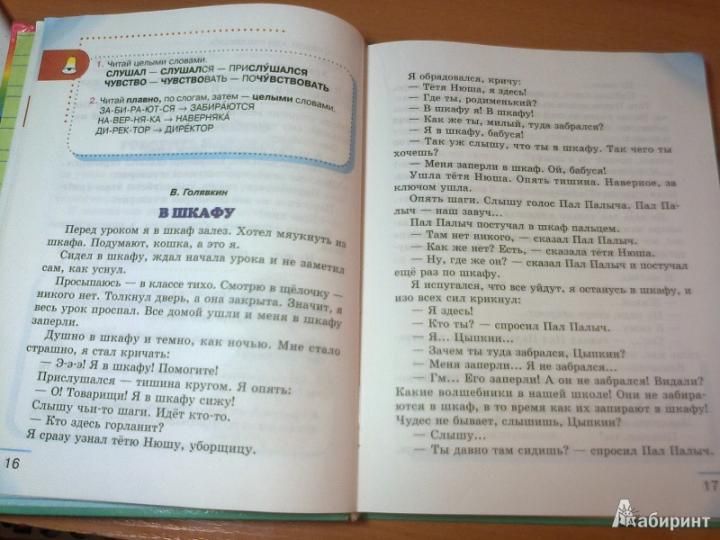 1. Читай целыми словами.
СЛУШАЛ — СЛУШАЛСЯ — ПРИСЛУ́ШАЛСЯ
ЧУВСТВО — ЧУВСТВОВАТЬ — ПОЧУ́ВСТВОВАТЬ
2. Читай плавно, по слогам, затем — целыми словами.
ЗА-БИ-РА-ЮТ-СЯ → ЗАБИРА́ЮТСЯ
НА-ВЕР-НЯ-КА → НАВЕРНЯКА́
ДИ-РЕК-ТОР → ДИРЕ́КТОР
В. Голявкин
В ШКАФУ
Перед уроком я в шкаф залез. Хотел мяукнуть из
шкафа. Подумают, кошка, а это я.
Сидел в шкафу, ждал начала урока и не заметил
сам, как уснул.
Просыпаюсь — в классе тихо. Смотрю в щёлочку —
никого нет. Толкнул дверь, а она закрыта. Значит, я
весь урок проспал. Все домой ушли и меня в шкафу
заперли.
Душно в шкафу и темно, как ночью. Мне стало
страшно, я стал кричать:
— Э-э-э! Я в шкафу! Помогите!
Прислушался — тишина кругом. Я опять:
— О! Товарищи! Я в шкафу сижу!
Слышу чьи-то шаги. Идёт кто-то.
— Кто здесь горланит?
Я сразу узнал тётю Нюшу, уборщицу.
16
Я обрадовался, кричу:
— Тётя Нюша, я здесь!
— Где ты, родименький?
— В шкафу я! В шкафу!
— Как же ты, милый, туда забрался?
— Я в шкафу, бабуся!
— Так уж слышу, что ты в шкафу. Так чего ты
хочешь?
— Меня заперли в шкаф. Ой, бабуся!
Ушла тётя Нюша. Опять тишина. Наверное, за
ключом ушла.
Опять шаги. Слышу голос Пал Палыча. Пал Па-
лыч — наш завуч...
Пал Палыч постучал в шкаф пальцем.
— Там нет никого, — сказал Пал Палыч.
— Как же нет? Есть, — сказала тётя Нюша.
— Ну, где же он? — сказал Пал Палыч и постучал
ещё раз по шкафу.
Я испугался, что все уйдут, я останусь в шкафу, и
изо всех сил крикнул:
— Я здесь!
— Кто ты? — спросил Пал Палыч.
— Я... Цыпкин...
— Зачем ты туда забрался, Цыпкин?
— Меня заперли... Я не забрался...
— Гм... Его заперли! А он не забрался! Видали?
Какие волшебники в нашей школе! Они не забира-
ются в шкаф, в то время как их запирают в шкафу!
Чудес не бывает, слышишь, Цыпкин?
— Слышу...
— Ты давно там сидишь? — спросил Пал Палыч.
17
Лабиринт